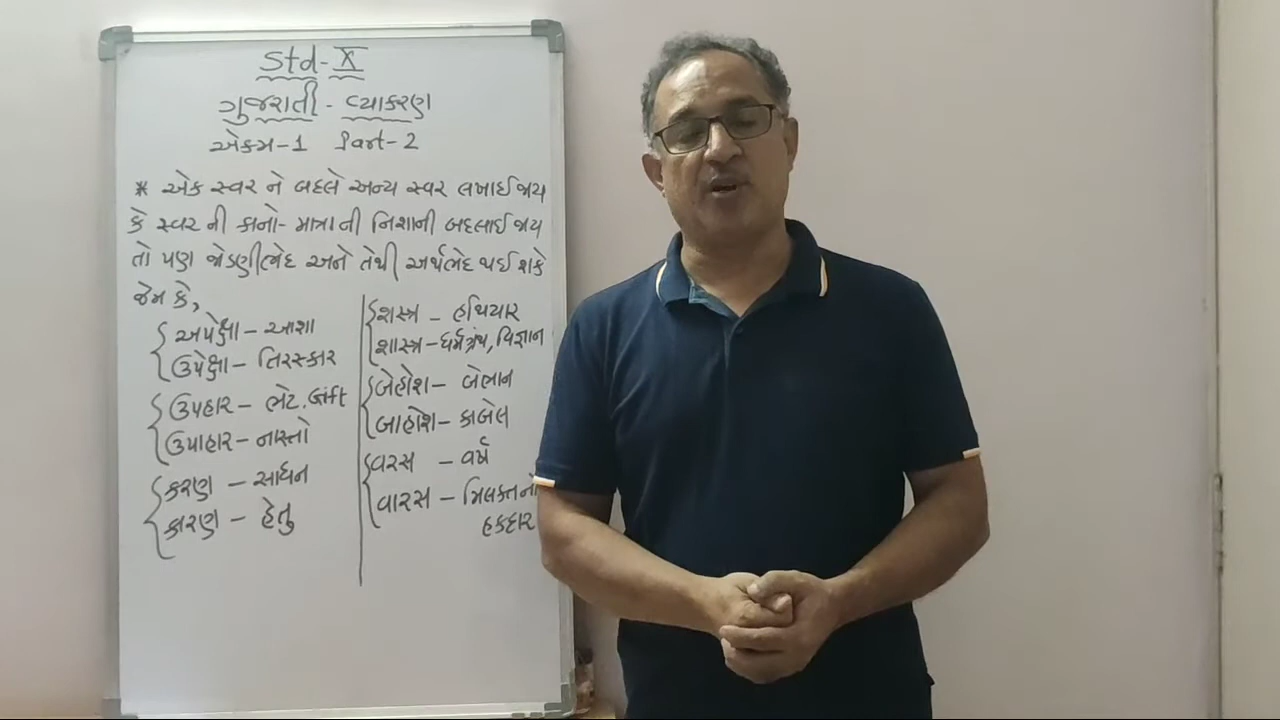 Std-X
ગુજરાતી - વ્યાકરણ
એકમ-1 Part-2
* એક સ્વર ને બદલે અન્ય સ્વર લખાઈ જાય
કે સ્વર ની કાનો-માત્રાની નિશાની બદલાઈ જાય
તો પણ જોડણીભેદ અને તેથી અર્થભેદ થઈ શકે
જેમ કે,
અપેક્ષા - આશા
ઉપેક્ષા - તિરસ્કાર
ઉપહાર - ભેટ, Gift
ઉપાહાર - નાસ્તો
કરણ - સાધન
કારણ - હેતુ
શસ્ત્ર - હથિયાર
શાસ્ત્ર - ધર્મગ્રંથ, વિજ્ઞાન
બેહોશ - બેભાન
બાહોશ - કાબેલ
વરસ - વર્ષ
વારસ - મિલકતનો
હકદાર